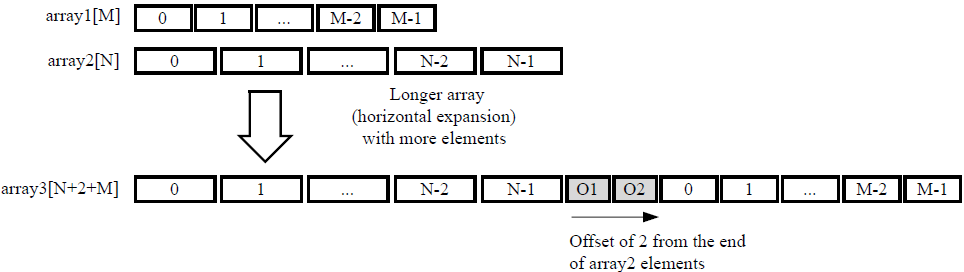 array1[M] 0 1 ... M-2 M-1
array2[N] 0 1 ... N-2 N-1
Longer array
(horizontal expansion)
with more elements
array3[N+2+M] 0 1 ... N-2 N-1 O1 O2 0 1 ... M-2 M-1
Offset of 2 from the end
of array2 elements